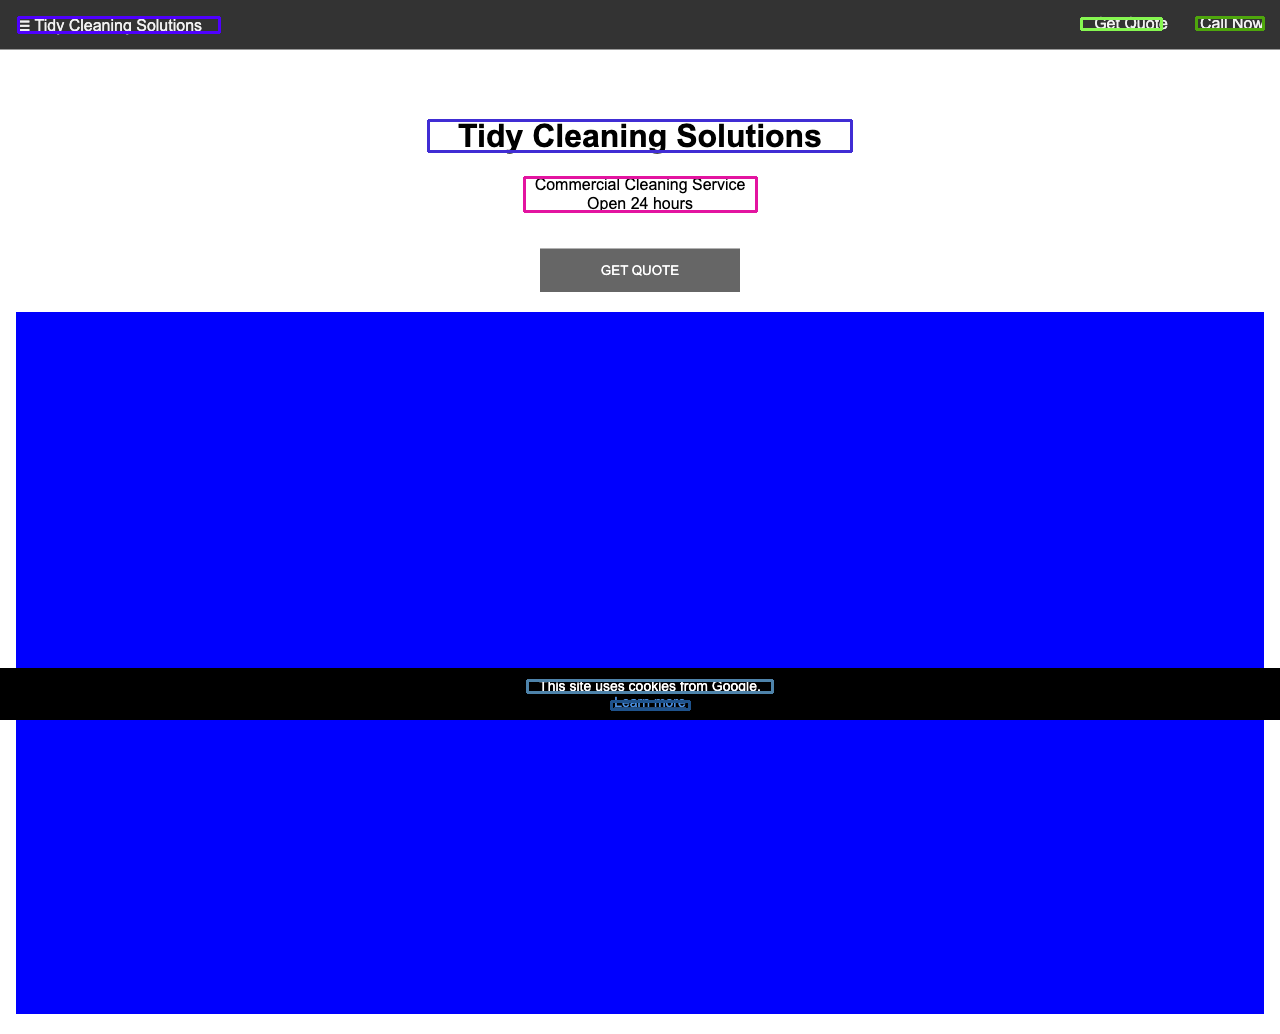 ☰ Tidy Cleaning Solutions
Get Quote
Call Now
Tidy Cleaning Solutions
Commercial Cleaning Service
Open 24 hours
GET QUOTE
This site uses cookies from Google.
Learn more